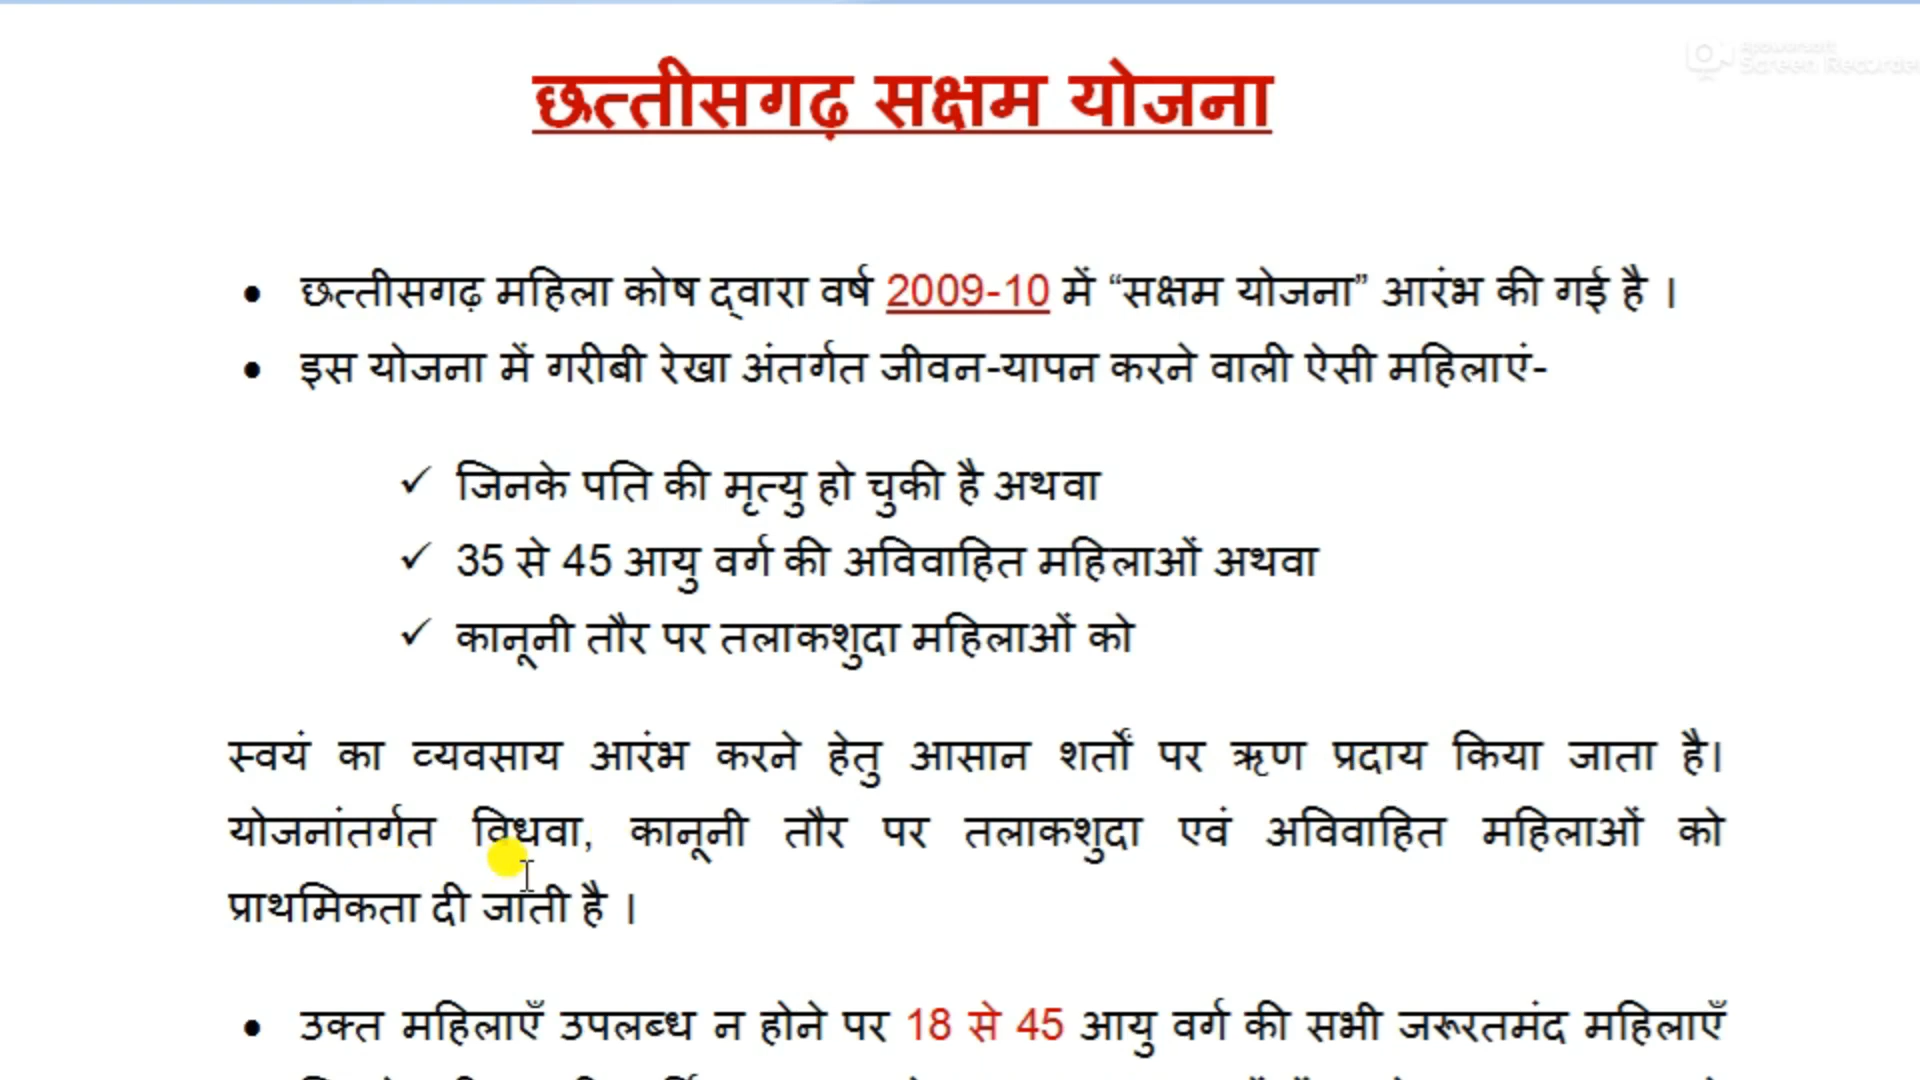 Apowersoft
Screen Recorder
छत्तीसगढ़ सक्षम योजना
• छत्तीसगढ़ महिला कोष द्वारा वर्ष 2009-10 में “सक्षम योजना” आरंभ की गई है ।
• इस योजना में गरीबी रेखा अंतर्गत जीवन-यापन करने वाली ऐसी महिलाएं-
✓ जिनके पति की मृत्यु हो चुकी है अथवा
✓ 35 से 45 आयु वर्ग की अविवाहित महिलाओं अथवा
✓ कानूनी तौर पर तलाकशुदा महिलाओं को
स्वयं का व्यवसाय आरंभ करने हेतु आसान शर्तों पर ऋण प्रदाय किया जाता है।
योजनांतर्गत विधवा, कानूनी तौर पर तलाकशुदा एवं अविवाहित महिलाओं को
प्राथमिकता दी जाती है ।
• उक्त महिलाएँ उपलब्ध न होने पर 18 से 45 आयु वर्ग की सभी जरूरतमंद महिलाएँ